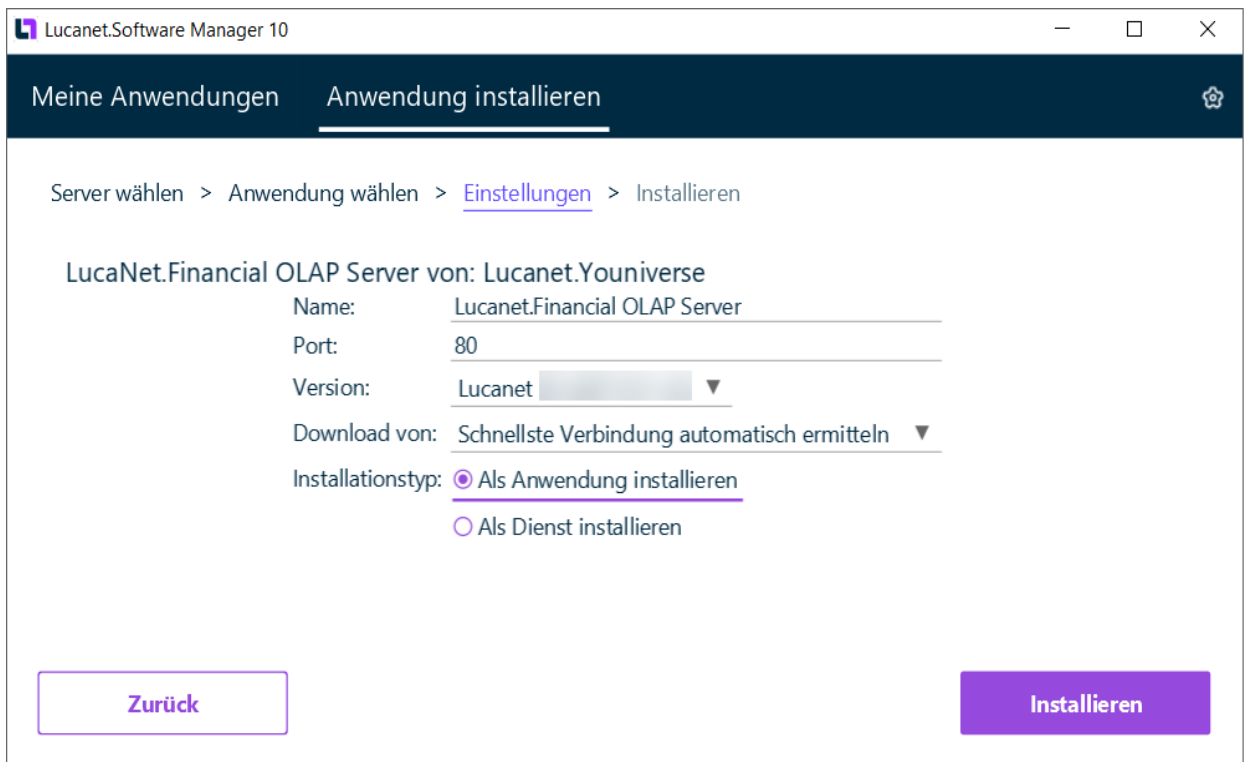 Lucanet.Software Manager 10
Meine Anwendungen Anwendung installieren
Server wählen > Anwendung wählen > Einstellungen > Installieren
LucaNet.Financial OLAP Server von: Lucanet.Youniverse
Name: Lucanet.Financial OLAP Server
Port: 80
Version: Lucanet
Download von: Schnellste Verbindung automatisch ermitteln
Installationstyp: Als Anwendung installieren
Als Dienst installieren
Zurück Installieren